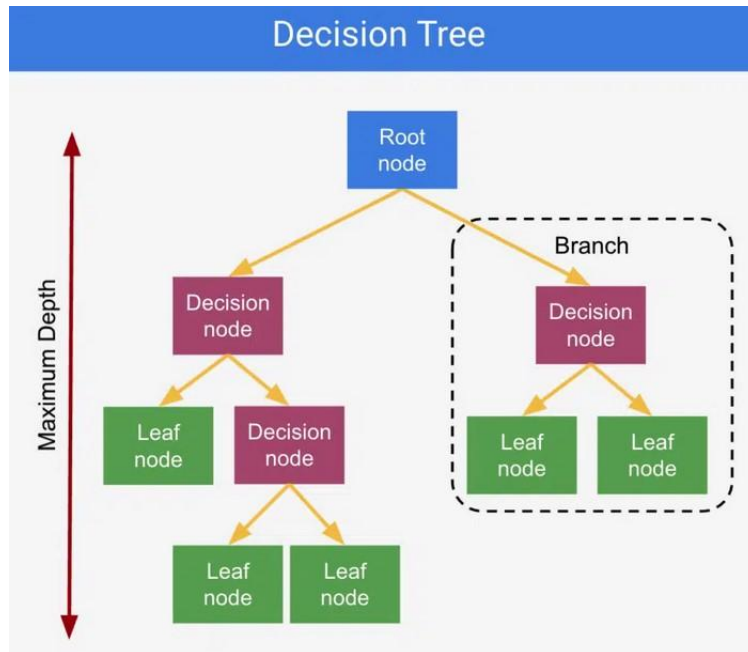 Decision Tree
Root
node
Branch
Maximum Depth
Decision
node
Decision
node
Leaf
node
Decision
node
Leaf
node
Leaf
node
Leaf
node
Leaf
node